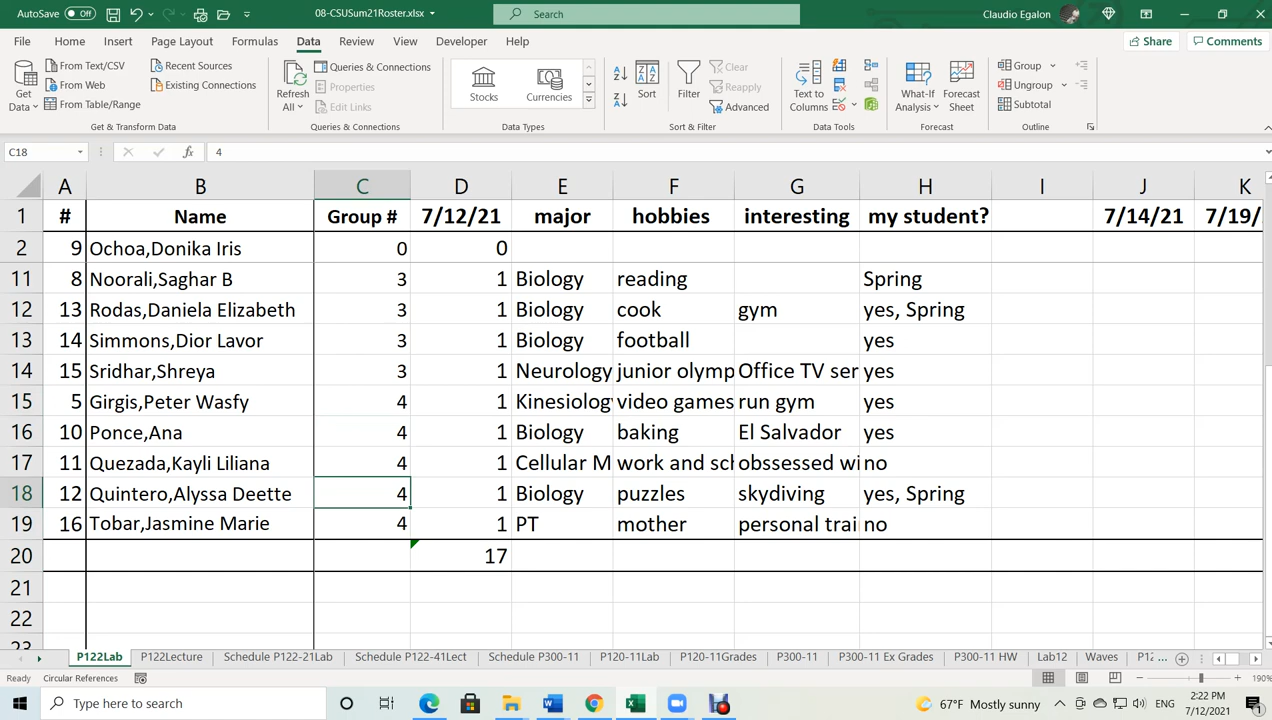 AutoSave Off 08-CSUSum21Roster.xlsx Search Claudio Egalon
File Home Insert Page Layout Formulas Data Review View Developer Help Share Comments
Get Data From Text/CSV From Web From Table/Range Recent Sources Existing Connections
Refresh All Queries & Connections Properties Edit Links
Stocks Currencies
Sort Filter Clear Reapply Advanced
Text to Columns What-If Analysis Forecast Sheet Group Ungroup Subtotal
Get & Transform Data Queries & Connections Data Types Sort & Filter Data Tools Forecast Outline
C18 fx 4
A B C D E F G H I J K
1 # Name Group # 7/12/21 major hobbies interesting my student? 7/14/21 7/19/
2 9 Ochoa,Donika Iris 0 0
11 8 Noorali,Saghar B 3 1 Biology reading Spring
12 13 Rodas,Daniela Elizabeth 3 1 Biology cook gym yes, Spring
13 14 Simmons,Dior Lavor 3 1 Biology football yes
14 15 Sridhar,Shreya 3 1 Neurology junior olymp Office TV ser yes
15 5 Girgis,Peter Wasfy 4 1 Kinesiolog video games run gym yes
16 10 Ponce,Ana 4 1 Biology baking El Salvador yes
17 11 Quezada,Kayli Liliana 4 1 Cellular M work and sch obssessed wi no
18 12 Quintero,Alyssa Deette 4 1 Biology puzzles skydiving yes, Spring
19 16 Tobar,Jasmine Marie 4 1 PT mother personal trai no
20 17
21
22
23
P122Lab P122Lecture Schedule P122-21Lab Schedule P122-41Lect Schedule P300-11 P120-11Lab P120-11Grades P300-11 P300-11 Ex Grades P300-11 HW Lab12 Waves P12 ...
Ready Circular References 190%
Type here to search 67°F Mostly sunny ENG 2:22 PM
7/12/2021 1